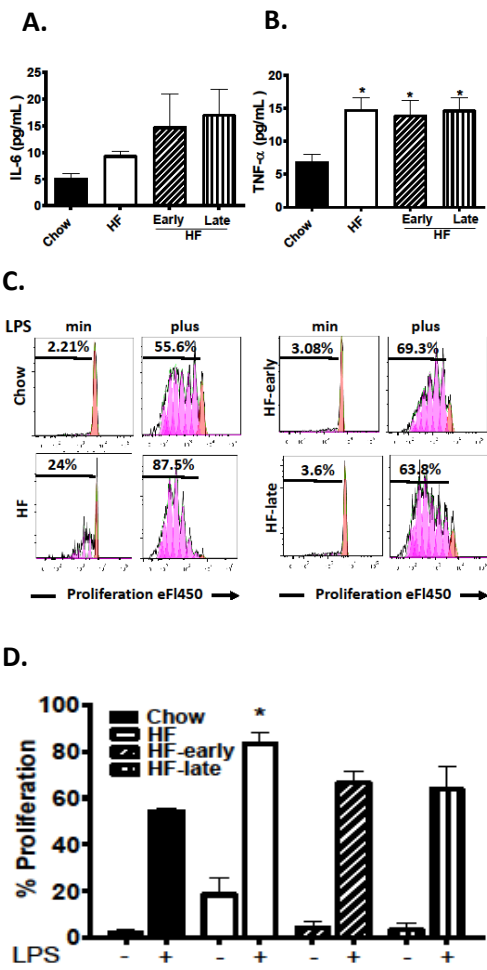 A.
IL-6 (pg/mL)
25
20
15
10
5
0
Chow
HF
Early
Late
HF
B.
TNF-α (pg/mL)
20
15
10
5
0
*
*
*
Chow
HF
Early
Late
HF
C.
LPS
min
plus
Chow
2.21%
55.6%
HF
24%
87.5%
Proliferation eFl450
min
plus
HF-early
3.08%
69.3%
HF-late
3.6%
63.8%
Proliferation eFl450
D.
% Proliferation
100
80
60
40
20
0
Chow
HF
HF-early
HF-late
*
LPS - + - + - + - +